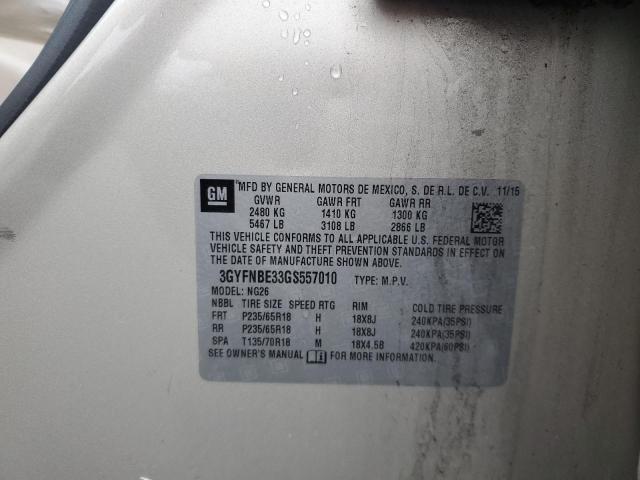 GM
MFD BY GENERAL MOTORS DE MEXICO, S. DE R.L. DE C.V. 11/15
GVWR GAWR FRT GAWR RR
2480 KG 1410 KG 1300 KG
5467 LB 3108 LB 2866 LB
THIS VEHICLE CONFORMS TO ALL APPLICABLE U.S. FEDERAL MOTOR
VEHICLE SAFETY AND THEFT PREVENTION STANDARDS IN EFFECT ON
THE DATE OF MANUFACTURE SHOWN ABOVE.
3GYFNBE33GS557010 TYPE: M.P.V.
MODEL: NG26
NBBL TIRE SIZE SPEED RTG RIM COLD TIRE PRESSURE
FRT P235/65R18 H 18X8J 240KPA(35PSI)
RR P235/65R18 H 18X8J 240KPA(35PSI)
SPA T135/70R18 M 18X4.5B 420KPA(60PSI)
SEE OWNER'S MANUAL FOR MORE INFORMATION.